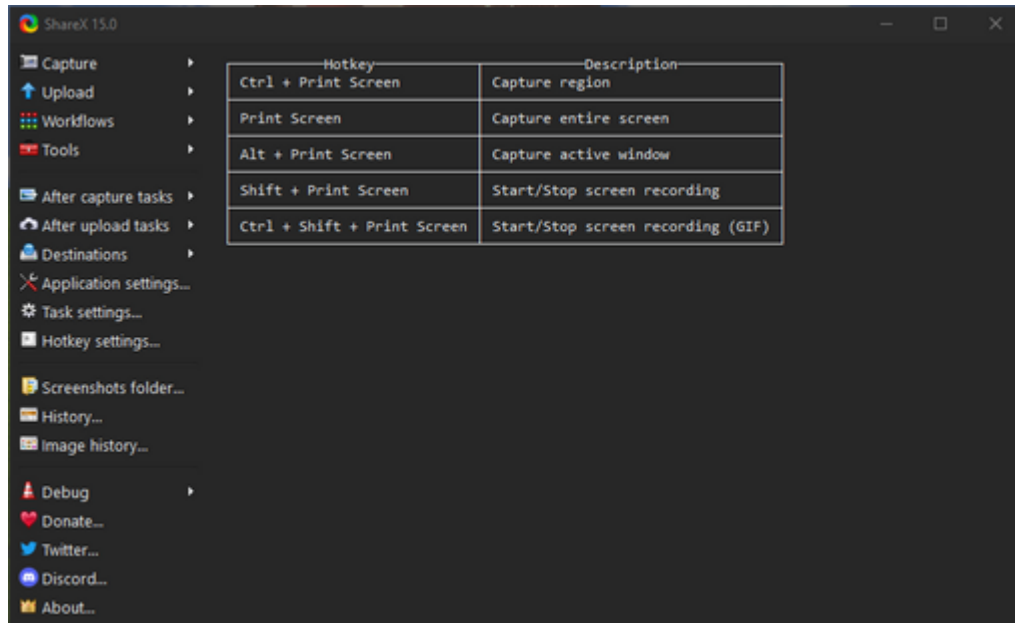 ShareX 15.0
Capture
Upload
Workflows
Tools
After capture tasks
After upload tasks
Destinations
Application settings...
Task settings...
Hotkey settings...
Screenshots folder...
History...
Image history...
Debug
Donate...
Twitter...
Discord...
About...
Hotkey Description
Ctrl + Print Screen Capture region
Print Screen Capture entire screen
Alt + Print Screen Capture active window
Shift + Print Screen Start/Stop screen recording
Ctrl + Shift + Print Screen Start/Stop screen recording (GIF)